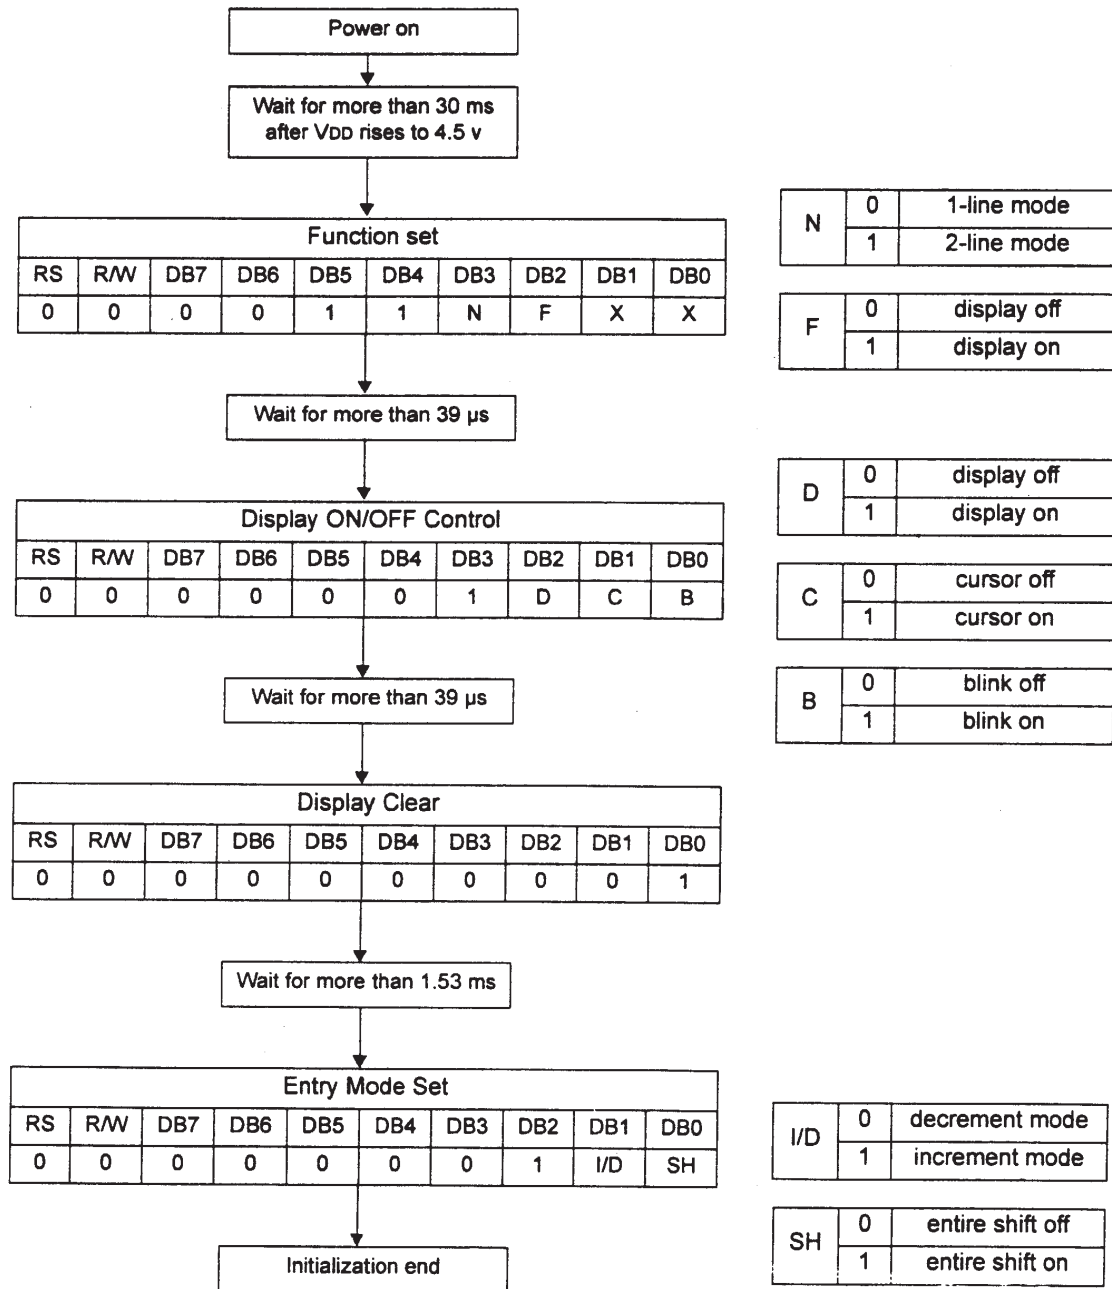 Power on
Wait for more than 30 ms
after VDD rises to 4.5 v
Function set
RS R/W DB7 DB6 DB5 DB4 DB3 DB2 DB1 DB0
0 0 0 0 1 1 N F X X
N 0 1-line mode
1 2-line mode
F 0 display off
1 display on
Wait for more than 39 µs
Display ON/OFF Control
RS R/W DB7 DB6 DB5 DB4 DB3 DB2 DB1 DB0
0 0 0 0 0 0 1 D C B
D 0 display off
1 display on
C 0 cursor off
1 cursor on
B 0 blink off
1 blink on
Wait for more than 39 µs
Display Clear
RS R/W DB7 DB6 DB5 DB4 DB3 DB2 DB1 DB0
0 0 0 0 0 0 0 0 0 1
Wait for more than 1.53 ms
Entry Mode Set
RS R/W DB7 DB6 DB5 DB4 DB3 DB2 DB1 DB0
0 0 0 0 0 0 0 1 I/D SH
I/D 0 decrement mode
1 increment mode
SH 0 entire shift off
1 entire shift on
Initialization end